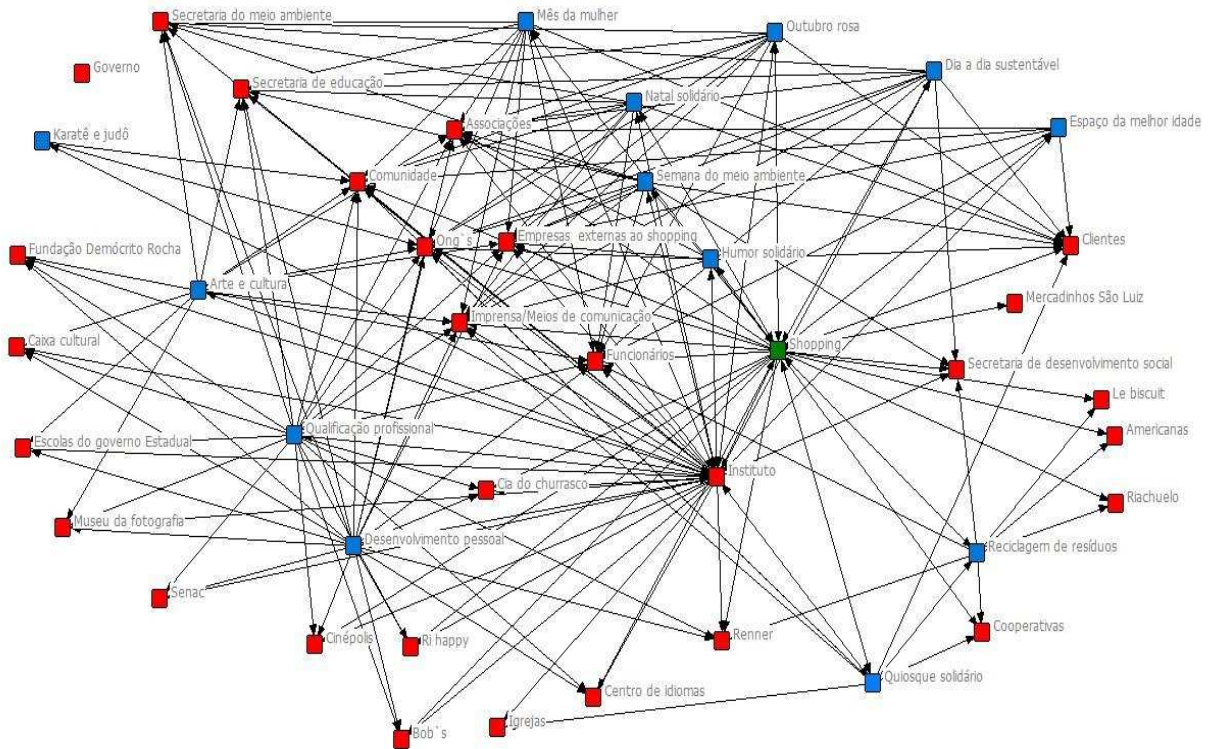 Secretaria do meio ambiente
Mês da mulher
Outubro rosa
Governo
Dia a dia sustentável
Secretaria de educação
Natal solidário
Associações
Espaço da melhor idade
Karatê e judô
Comunidade
Semana do meio ambiente
Fundação Demócrito Rocha
Ong`s
Empresas externas ao shopping
Humor solidário
Clientes
Arte e cultura
Mercadinhos São Luiz
Imprensa/Meios de comunicação
Caixa cultural
Funcionários
Shopping
Secretaria de desenvolvimento social
Le biscuit
Qualificação profissional
Americanas
Escolas do governo Estadual
Cia do churrasco
Instituto
Riachuelo
Museu da fotografia
Desenvolvimento pessoal
Reciclagem de resíduos
Senac
Cinépolis
Ri happy
Renner
Cooperativas
Quiosque solidário
Centro de idiomas
Igrejas
Bob`s